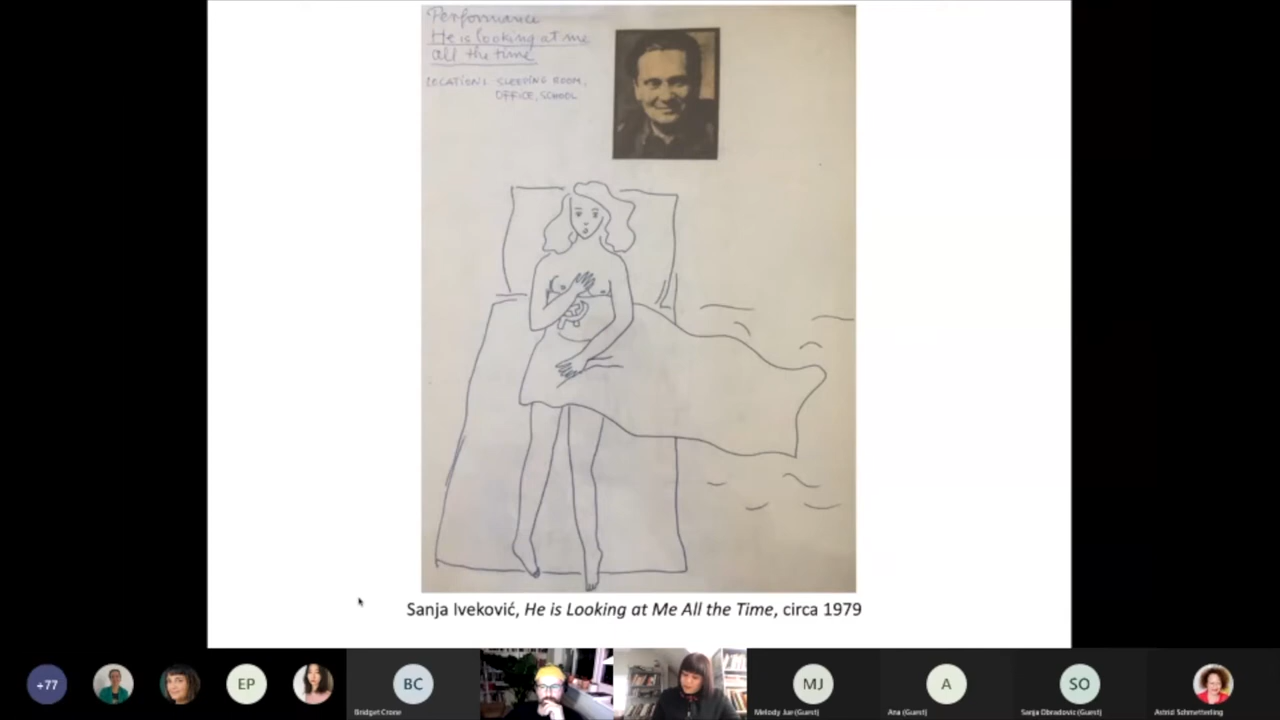 Performance
He is looking at me
all the time
LOCATIONS: SLEEPING ROOM,
OFFICE, SCHOOL
Sanja Iveković, He is Looking at Me All the Time, circa 1979
+77
EP
BC
Bridget Crone
MJ
Melody Jue (Guest)
A
Ana (Guest)
SO
Sanja Obradovic (Guest)
Astrid Schmetterling